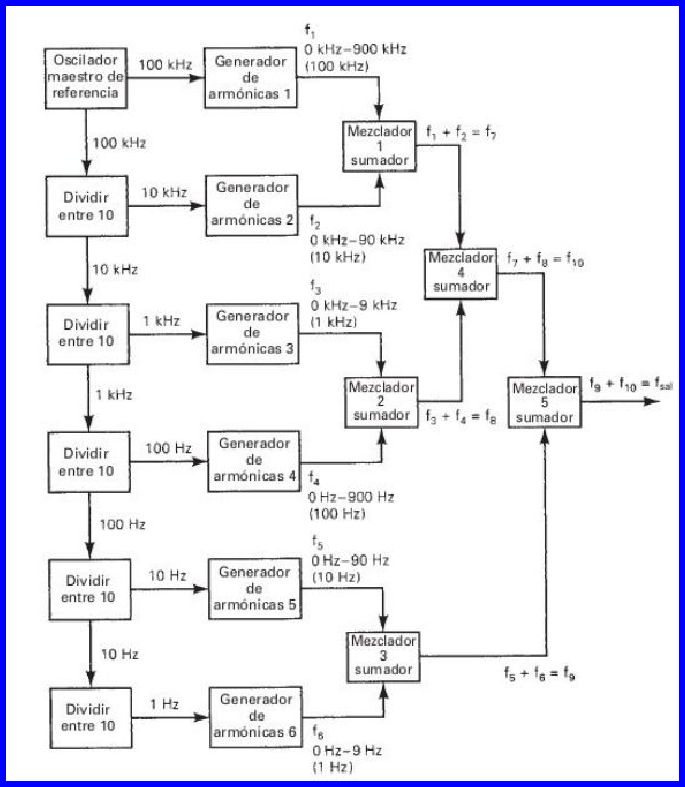 Oscilador
maestro de
referencia
100 kHz
Generador
de
armónicas 1
f₁
0 kHz–900 kHz
(100 kHz)
100 kHz
Mezclador
1
sumador
f₁ + f₂ = f₇
Dividir
entre 10
10 kHz
Generador
de
armónicas 2
f₂
0 kHz–90 kHz
(10 kHz)
Mezclador
4
sumador
f₇ + f₈ = f₁₀
10 kHz
Dividir
entre 10
1 kHz
Generador
de
armónicas 3
f₃
0 kHz–9 kHz
(1 kHz)
Mezclador
2
sumador
f₃ + f₄ = f₈
Mezclador
5
sumador
f₉ + f₁₀ = fsal
1 kHz
Dividir
entre 10
100 Hz
Generador
de
armónicas 4
f₄
0 Hz–900 Hz
(100 Hz)
100 Hz
Dividir
entre 10
10 Hz
Generador
de
armónicas 5
f₅
0 Hz–90 Hz
(10 Hz)
Mezclador
3
sumador
f₅ + f₆ = f₉
10 Hz
Dividir
entre 10
1 Hz
Generador
de
armónicas 6
f₆
0 Hz–9 Hz
(1 Hz)